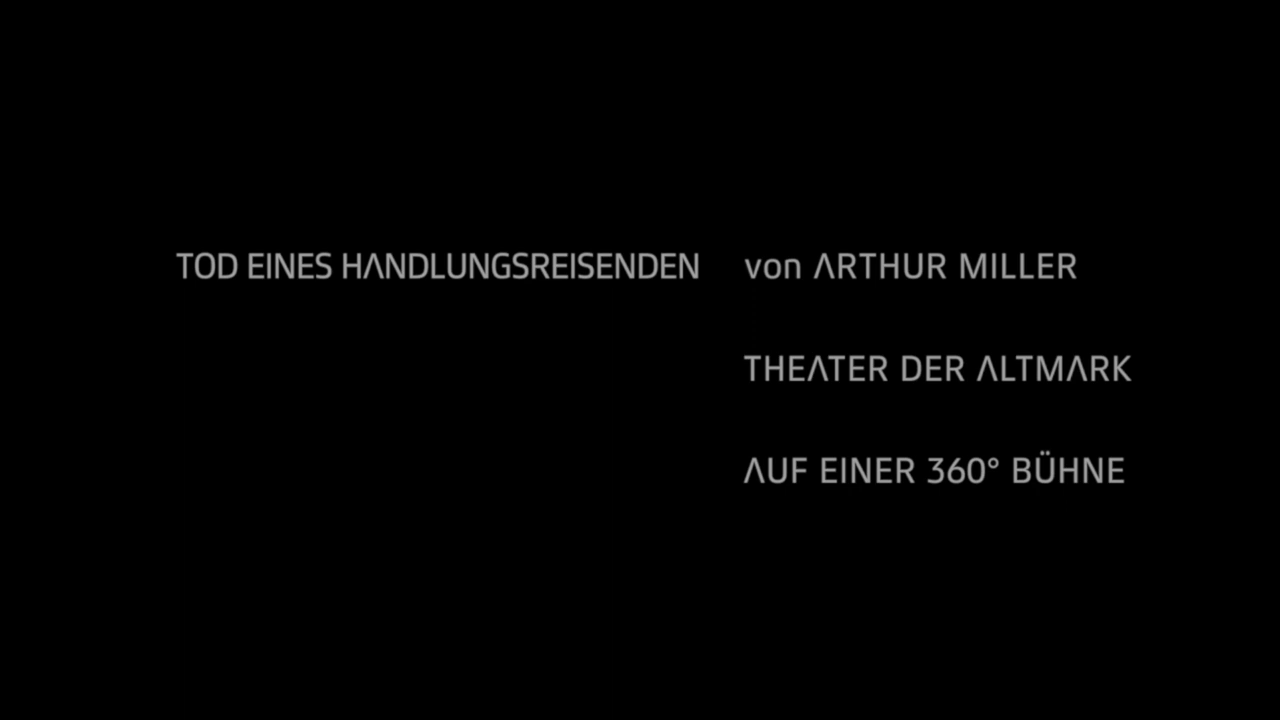 TOD EINES HANDLUNGSREISENDEN von ARTHUR MILLER
THEATER DER ALTMARK
AUF EINER 360° BÜHNE